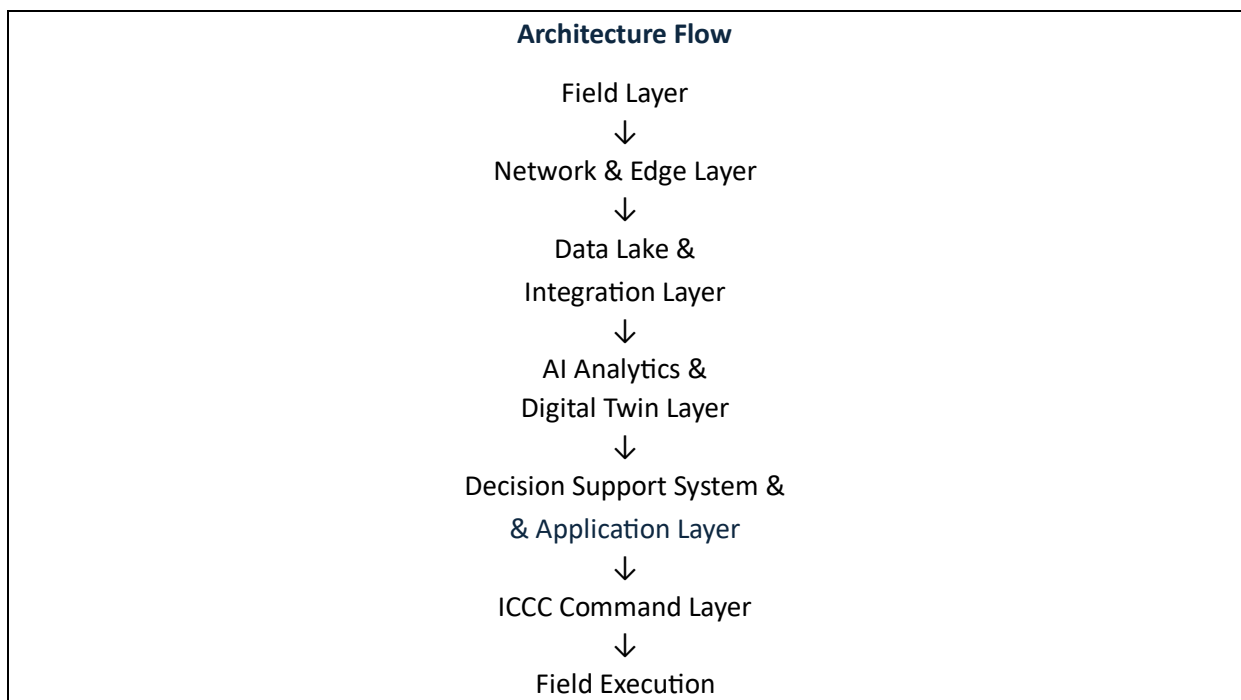 Architecture Flow
Field Layer
↓
Network & Edge Layer
↓
Data Lake &
Integration Layer
↓
AI Analytics &
Digital Twin Layer
↓
Decision Support System &
& Application Layer
↓
ICCC Command Layer
↓
Field Execution